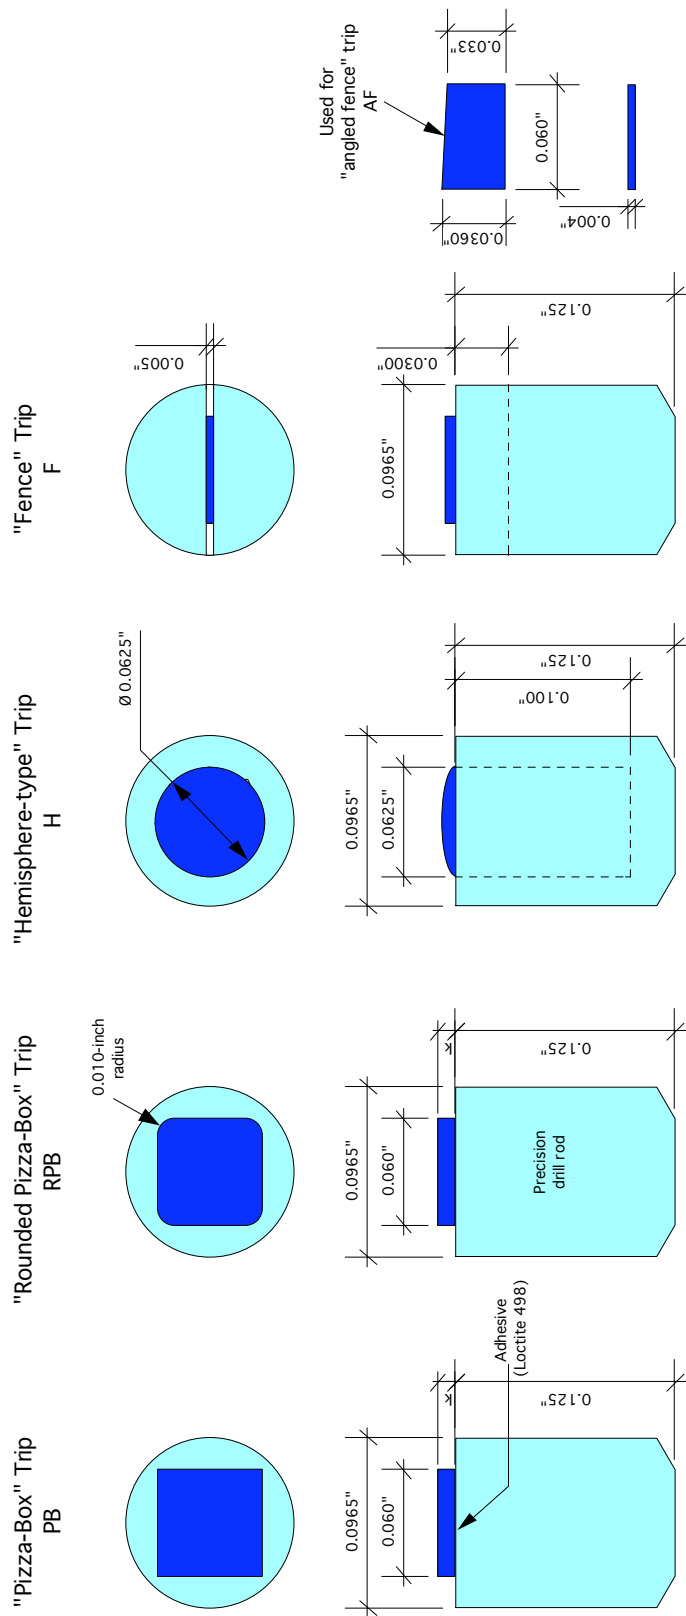 "Pizza-Box" Trip
PB
0.0965"
0.060"
k
0.125"
Adhesive
(Loctite 498)
"Rounded Pizza-Box" Trip
RPB
0.010-inch
radius
0.0965"
0.060"
k
0.125"
Precision
drill rod
"Hemisphere-type" Trip
H
Ø 0.0625"
0.0965"
0.0625"
0.100"
0.125"
"Fence" Trip
F
0.005"
0.0965"
0.0300"
0.125"
Used for
"angled fence" trip
AF
0.033"
0.0360"
0.060"
0.004"